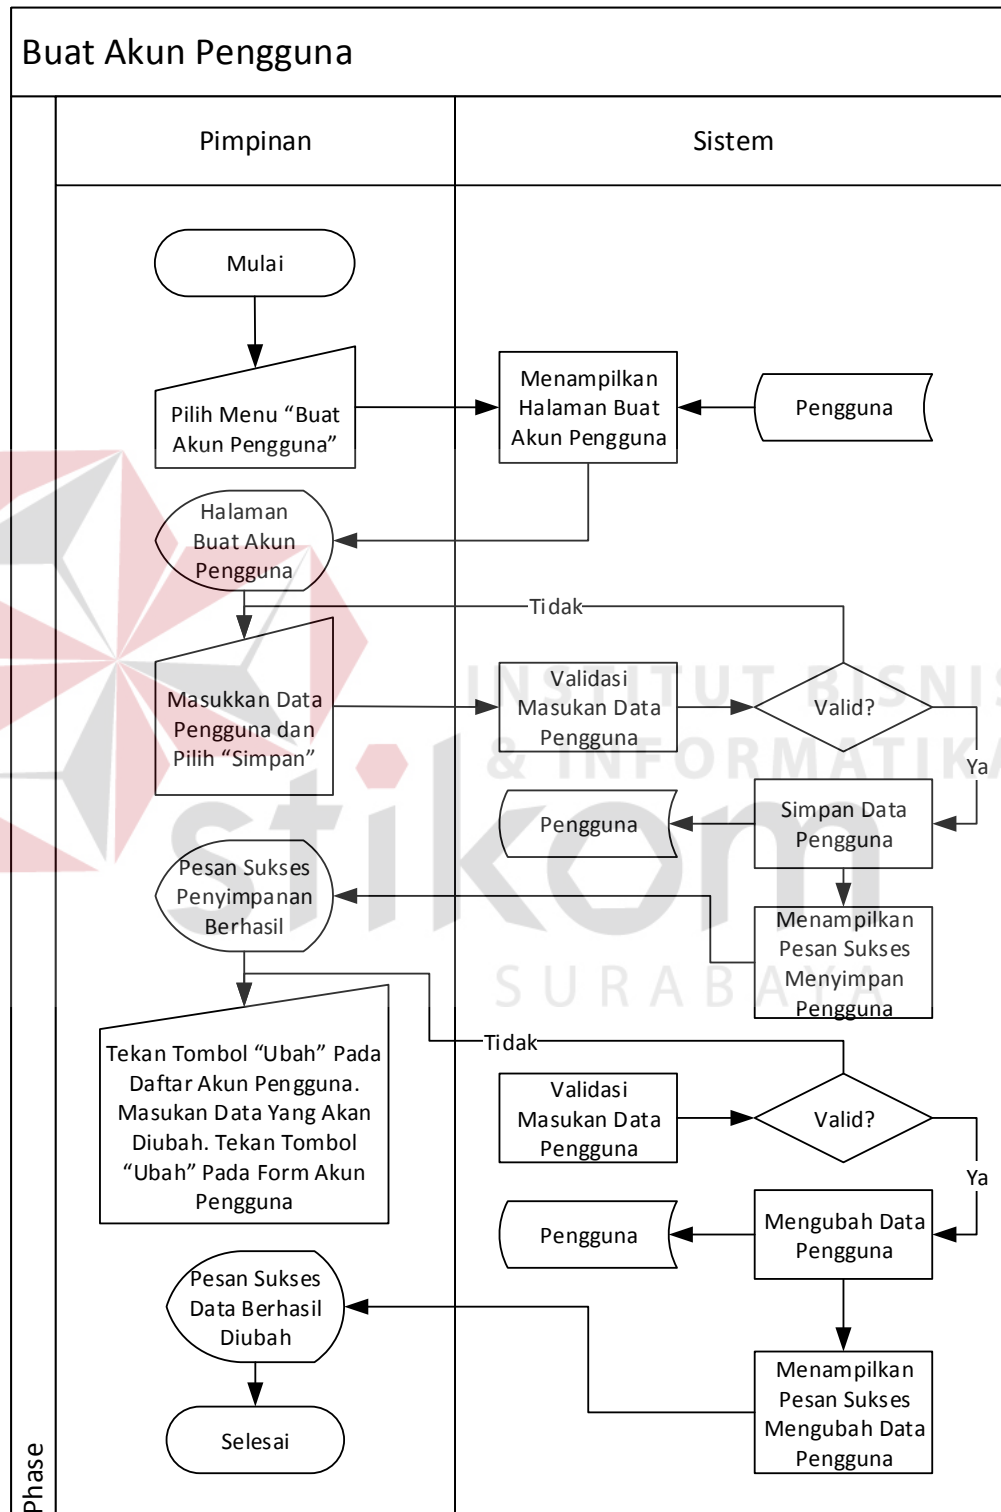 Buat Akun Pengguna
Pimpinan
Sistem
Mulai
Pilih Menu “Buat
Akun Pengguna”
Menampilkan
Halaman Buat
Akun Pengguna
Pengguna
Halaman
Buat Akun
Pengguna
Tidak
Masukkan Data
Pengguna dan
Pilih “Simpan”
Validasi
Masukan Data
Pengguna
Valid?
Ya
Simpan Data
Pengguna
Pengguna
Pesan Sukses
Penyimpanan
Berhasil
Menampilkan
Pesan Sukses
Menyimpan
Pengguna
Tekan Tombol “Ubah” Pada
Daftar Akun Pengguna.
Masukan Data Yang Akan
Diubah. Tekan Tombol
“Ubah” Pada Form Akun
Pengguna
Tidak
Validasi
Masukan Data
Pengguna
Valid?
Ya
Mengubah Data
Pengguna
Pengguna
Pesan Sukses
Data Berhasil
Diubah
Menampilkan
Pesan Sukses
Mengubah Data
Pengguna
Selesai
Phase
INSTITUT BISNIS
& INFORMATIKA
stikom
SURABAYA